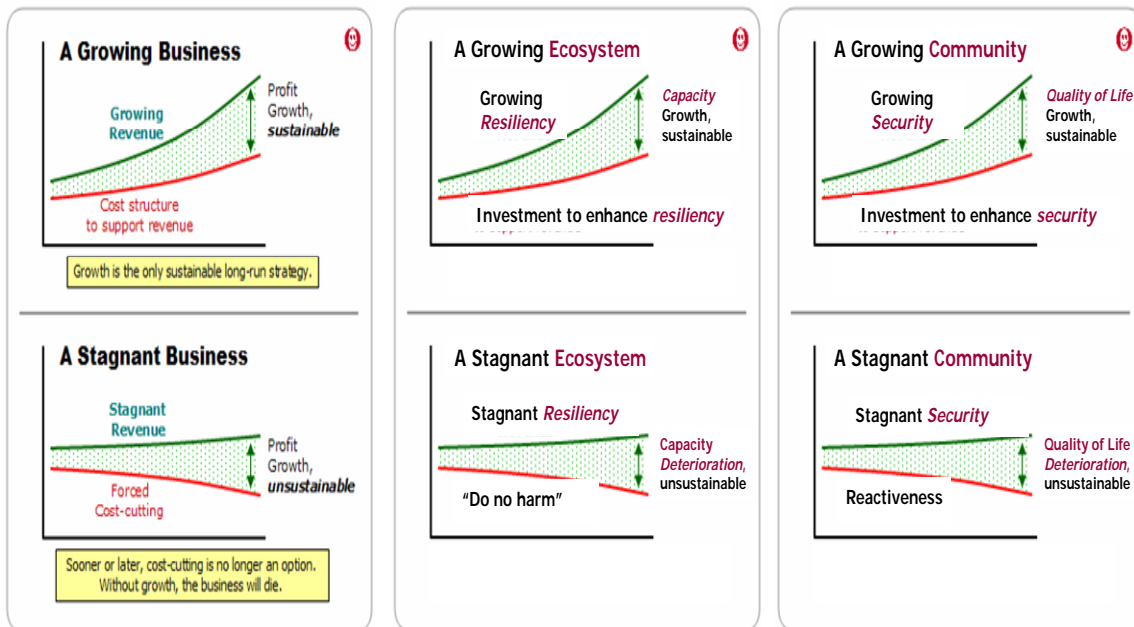 A Growing Business
Growing
Revenue
Profit
Growth,
sustainable
Cost structure
to support revenue
Growth is the only sustainable long-run strategy.
A Stagnant Business
Stagnant
Revenue
Profit
Growth,
unsustainable
Forced
Cost-cutting
Sooner or later, cost-cutting is no longer an option.
Without growth, the business will die.
A Growing Ecosystem
Growing
Resiliency
Capacity
Growth,
sustainable
Investment to enhance resiliency
A Stagnant Ecosystem
Stagnant Resiliency
Capacity
Deterioration,
unsustainable
“Do no harm”
A Growing Community
Growing
Security
Quality of Life
Growth,
sustainable
Investment to enhance security
A Stagnant Community
Stagnant Security
Quality of Life
Deterioration,
unsustainable
Reactiveness